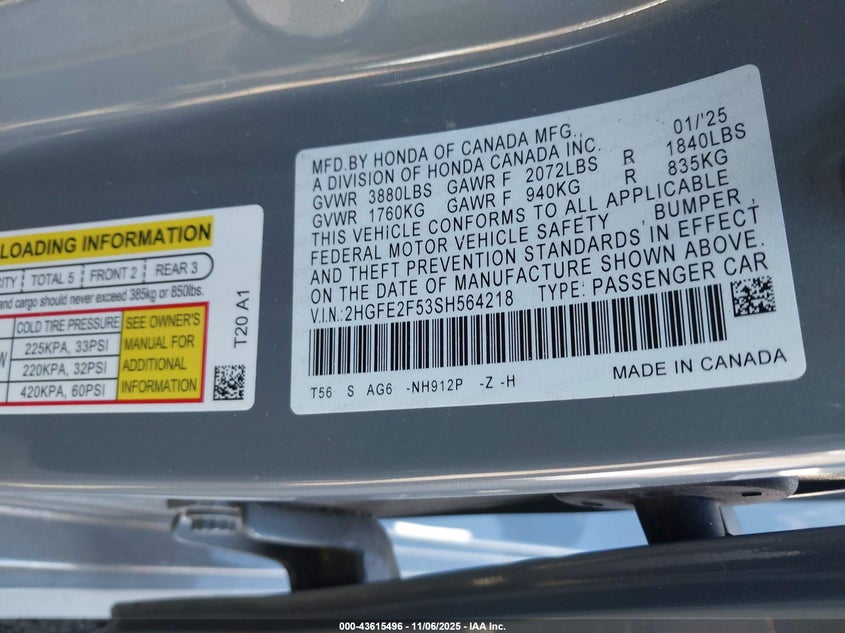 MFD.BY HONDA OF CANADA MFG., 01/'25
A DIVISION OF HONDA CANADA INC.
GVWR 3880LBS GAWR F 2072LBS R 1840LBS
GVWR 1760KG GAWR F 940KG R 835KG
THIS VEHICLE CONFORMS TO ALL APPLICABLE
FEDERAL MOTOR VEHICLE SAFETY , BUMPER ,
AND THEFT PREVENTION STANDARDS IN EFFECT
ON THE DATE OF MANUFACTURE SHOWN ABOVE.
V.I.N.: 2HGFE2F53SH564218 TYPE: PASSENGER CAR
T56 S AG6 -NH912P -Z -H MADE IN CANADA
LOADING INFORMATION
CITY TOTAL 5 FRONT 2 REAR 3
and cargo should never exceed 385kg or 850lbs.
COLD TIRE PRESSURE SEE OWNER'S
225KPA, 33PSI MANUAL FOR
220KPA, 32PSI ADDITIONAL
420KPA, 60PSI INFORMATION
T20 A1
000-43615496 - 11/06/2025 - IAA Inc.